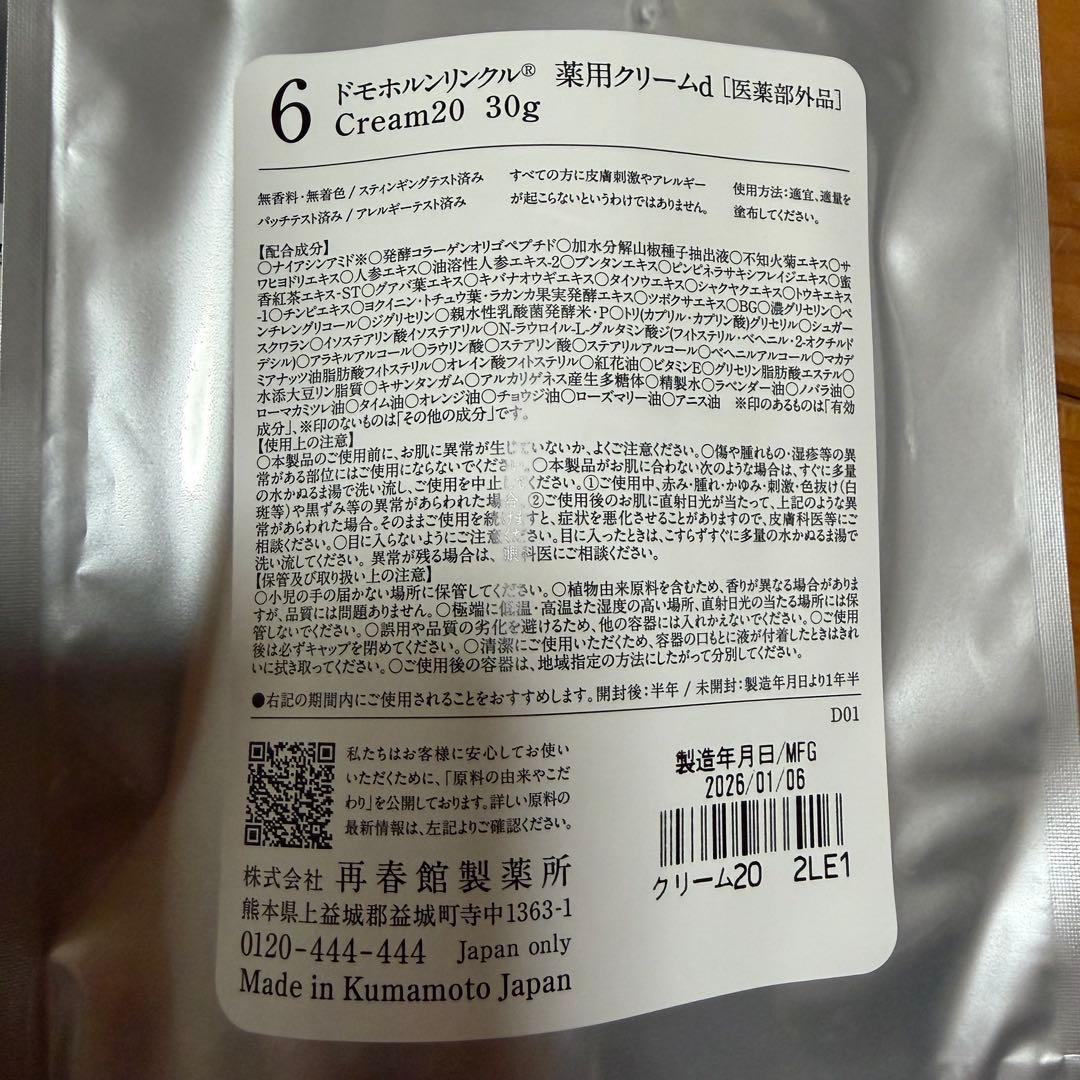 6
ドモホルンリンクル® 薬用クリームd [医薬部外品]
Cream20 30g
無香料・無着色 / スティンギングテスト済み
パッチテスト済み / アレルギーテスト済み
すべての方に皮膚刺激やアレルギー
が起こらないというわけではありません。
使用方法:適宜、適量を
塗布してください。
【配合成分】
○ナイアシンアミド※○発酵コラーゲンオリゴペプチド○加水分解山椒種子抽出液○不知火菊エキス○サ
ワヒヨドリエキス○人参エキス○油溶性人参エキス-2○ブンタンエキス○ピンピネラサキシフレイジエキス○蜜
香紅茶エキス-ST○グアバ葉エキス○キバナオウギエキス○タイソウエキス○シャクヤクエキス○トウキエキス
-1○チンピエキス○ヨクイニン・トチュウ葉・ラカンカ果実発酵エキス○ツボクサエキス○BG○濃グリセリン○ペ
ンチレングリコール○ジグリセリン○親水性乳酸菌発酵米・P○トリ(カプリル・カプリン酸)グリセリル○シュガー
スクワラン○イソステアリン酸イソステアリル○N-ラウロイル-L-グルタミン酸ジ(フィトステリル・ベヘニル・2-オクチルド
デシル)○アラキルアルコール○ラウリン酸○ステアリン酸○ステアリルアルコール○ベヘニルアルコール○マカデ
ミアナッツ油脂肪酸フィトステリル○オレイン酸フィトステリル○紅花油○ビタミンE○グリセリン脂肪酸エステル○
水添大豆リン脂質○キサンタンガム○アルカリゲネス産生多糖体○精製水○ラベンダー油○ノバラ油○
ローマカミツレ油○タイム油○オレンジ油○チョウジ油○ローズマリー油○アニス油 ※印のあるものは「有効
成分」、※印のないものは「その他の成分」です。
【使用上の注意】
○本製品のご使用前に、お肌に異常が生じていないか、よくご注意ください。○傷や腫れもの・湿疹等の異
常がある部位にはご使用にならないでください。○本製品がお肌に合わない次のような場合は、すぐに多量
の水かぬるま湯で洗い流し、ご使用を中止してください。①ご使用中、赤み・腫れ・かゆみ・刺激・色抜け(白
斑等)や黒ずみ等の異常があらわれた場合。②ご使用後のお肌に直射日光が当たって、上記のような異
常があらわれた場合。そのままご使用を続けますと、症状を悪化させることがありますので、皮膚科医等にご
相談ください。○目に入らないようにご注意ください。目に入ったときは、こすらずすぐに多量の水かぬるま湯で
洗い流してください。異常が残る場合は、眼科医にご相談ください。
【保管及び取り扱い上の注意】
○小児の手の届かない場所に保管してください。○植物由来原料を含むため、香りが異なる場合がありま
すが、品質には問題ありません。○極端に低温・高温また湿度の高い場所、直射日光の当たる場所には保
管しないでください。○誤用や品質の劣化を避けるため、他の容器には入れかえないでください。○ご使用
後は必ずキャップを閉めてください。○清潔にご使用いただくため、容器の口もとに液が付着したときはきれ
いに拭き取ってください。○ご使用後の容器は、地域指定の方法にしたがって分別してください。
●右記の期間内にご使用されることをおすすめします。開封後:半年 / 未開封:製造年月日より1年半
D01
私たちはお客様に安心してお使い
いただくために、「原料の由来やこだ
わり」を公開しております。詳しい原料の
最新情報は、左記よりご確認ください。
製造年月日/MFG
2026/01/06
クリーム20 2LE1
株式会社 再春館製薬所
熊本県上益城郡益城町寺中1363-1
0120-444-444 Japan only
Made in Kumamoto Japan